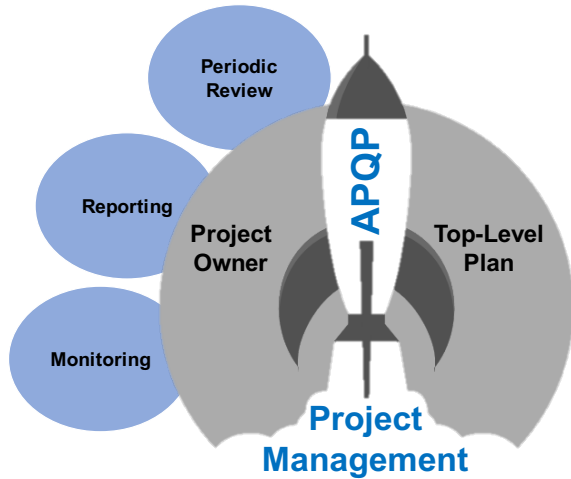 Periodic
Review
Reporting
Monitoring
Project
Owner
APQP
Top-Level
Plan
Project
Management